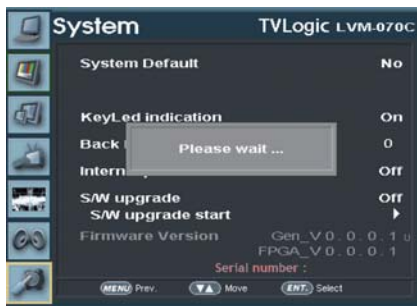 System TVLogic LVM-070C
System Default No
KeyLed indication On
Back 0
Please wait ...
Intern Off
S/W upgrade Off
S/W upgrade start
Firmware Version Gen_V 0 . 0 . 0 . 1 u
FPGA_V 0 . 0 . 0 . 1
Serial number :
MENU Prev. ▼▲ Move ENT. Select